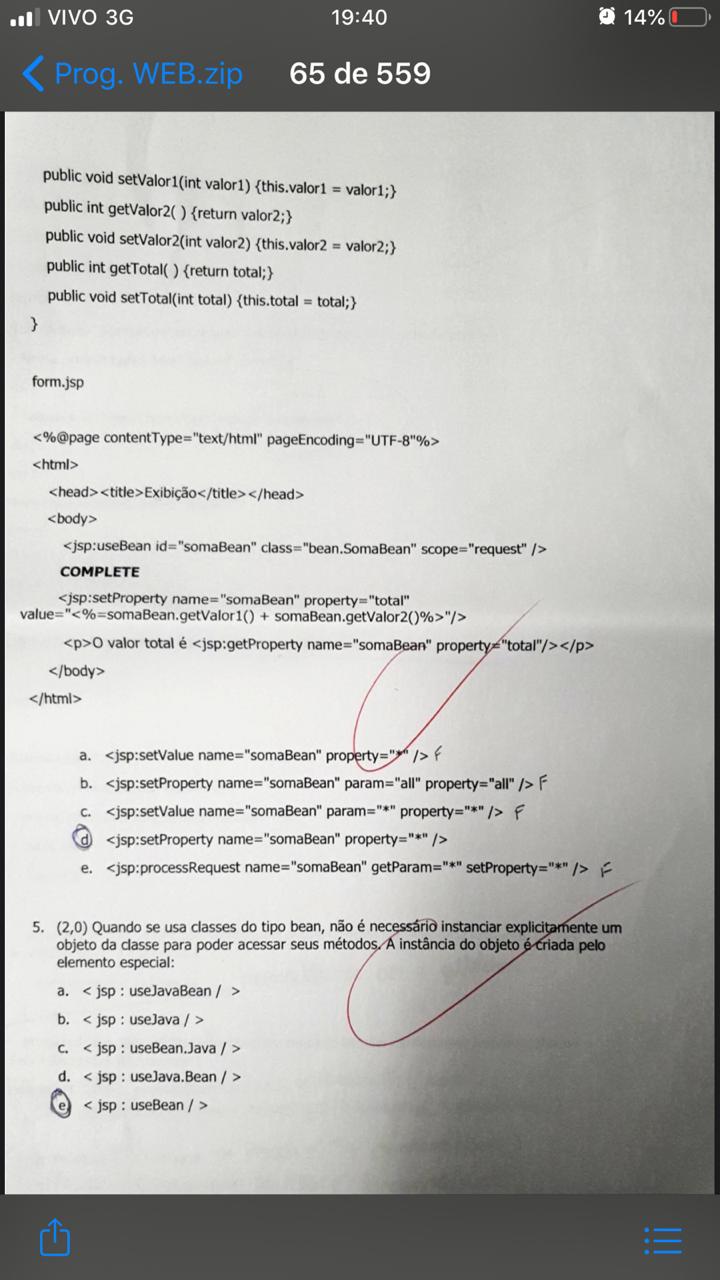 VIVO 3G 19:40 14%
Prog. WEB.zip 65 de 559
public void setValor1(int valor1) {this.valor1 = valor1;}
public int getValor2( ) {return valor2;}
public void setValor2(int valor2) {this.valor2 = valor2;}
public int getTotal( ) {return total;}
public void setTotal(int total) {this.total = total;}
}
form.jsp
<%@page contentType="text/html" pageEncoding="UTF-8"%>
<html>
<head><title>Exibição</title></head>
<body>
<jsp:useBean id="somaBean" class="bean.SomaBean" scope="request" />
COMPLETE
<jsp:setProperty name="somaBean" property="total"
value="<%=somaBean.getValor1() + somaBean.getValor2()%>"/>
<p>O valor total é <jsp:getProperty name="somaBean" property="total"/></p>
</body>
</html>
a. <jsp:setValue name="somaBean" property="*" /> F
b. <jsp:setProperty name="somaBean" param="all" property="all" /> F
c. <jsp:setValue name="somaBean" param="*" property="*" /> F
d <jsp:setProperty name="somaBean" property="*" />
e. <jsp:processRequest name="somaBean" getParam="*" setProperty="*" /> F
5. (2,0) Quando se usa classes do tipo bean, não é necessário instanciar explicitamente um
objeto da classe para poder acessar seus métodos. A instância do objeto é criada pelo
elemento especial:
a. < jsp : useJavaBean / >
b. < jsp : useJava / >
c. < jsp : useBean.Java / >
d. < jsp : useJava.Bean / >
e < jsp : useBean / >